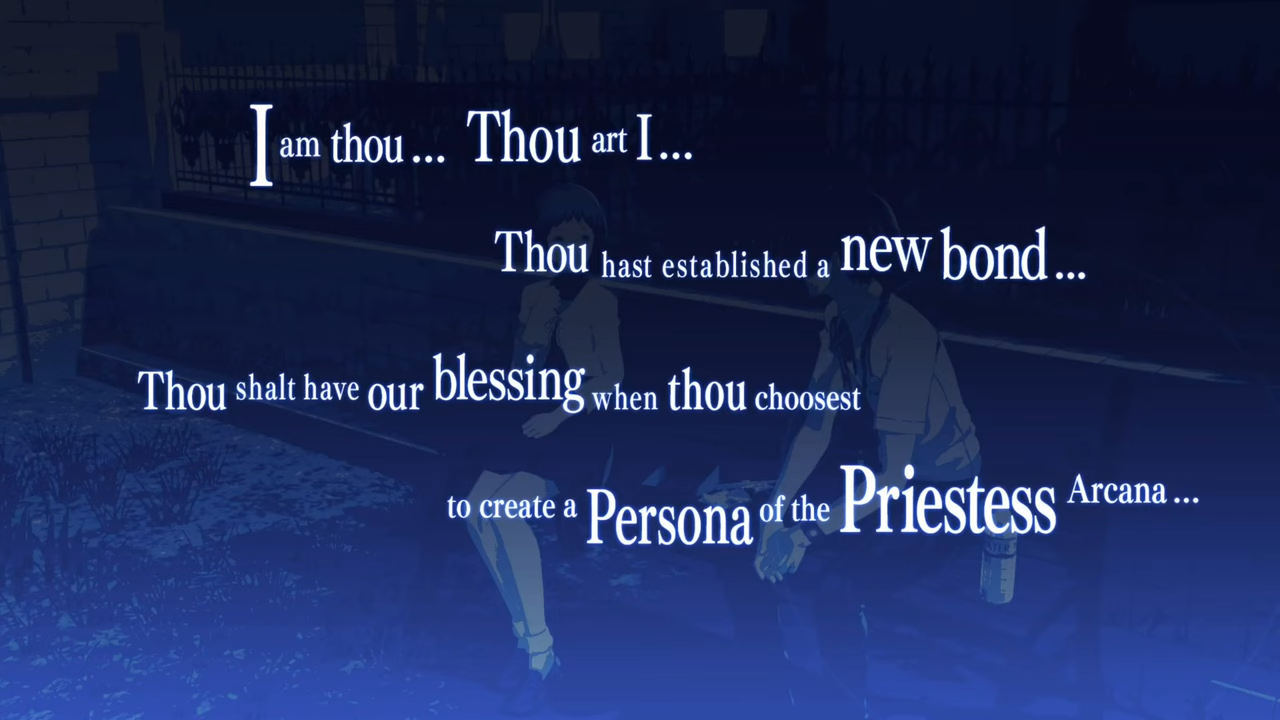 I am thou... Thou art I...
Thou hast established a new bond...
Thou shalt have our blessing when thou choosest
to create a Persona of the Priestess Arcana...